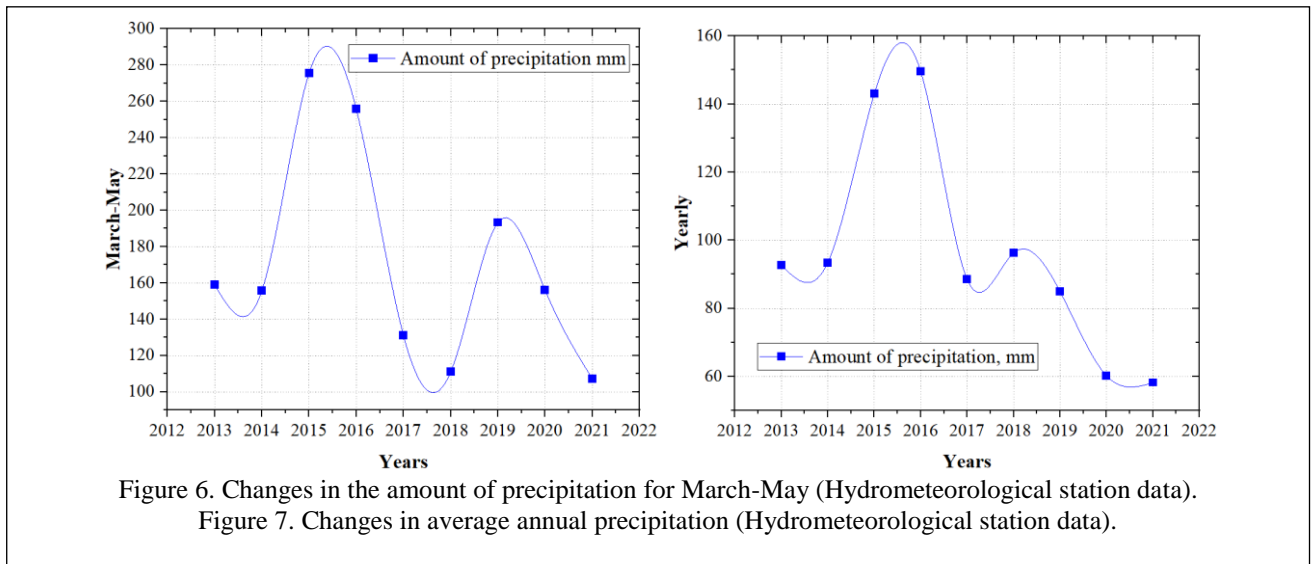 300
280
260
240
220
200
180
160
140
120
100
March-May
Amount of precipitation mm
2012 2013 2014 2015 2016 2017 2018 2019 2020 2021 2022
Years
160
140
120
100
80
60
Yearly
Amount of precipitation, mm
2012 2013 2014 2015 2016 2017 2018 2019 2020 2021 2022
Years
Figure 6. Changes in the amount of precipitation for March-May (Hydrometeorological station data).
Figure 7. Changes in average annual precipitation (Hydrometeorological station data).